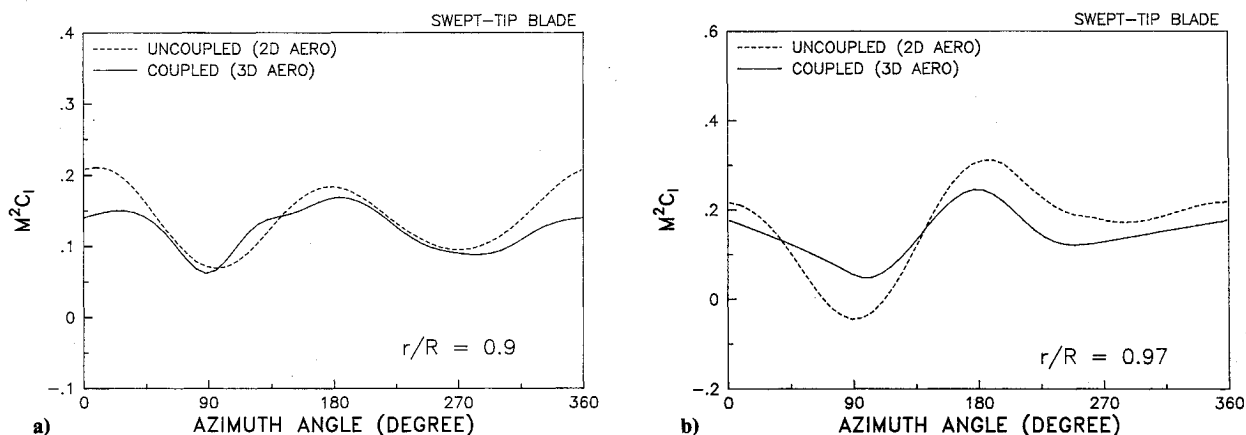 SWEPT-TIP BLADE
.4
.3
.2
.1
0
-.1
M²Cl
UNCOUPLED (2D AERO)
COUPLED (3D AERO)
r/R = 0.9
0 90 180 270 360
a) AZIMUTH ANGLE (DEGREE)
SWEPT-TIP BLADE
.6
.4
.2
0
-.2
M²Cl
UNCOUPLED (2D AERO)
COUPLED (3D AERO)
r/R = 0.97
0 90 180 270 360
b) AZIMUTH ANGLE (DEGREE)